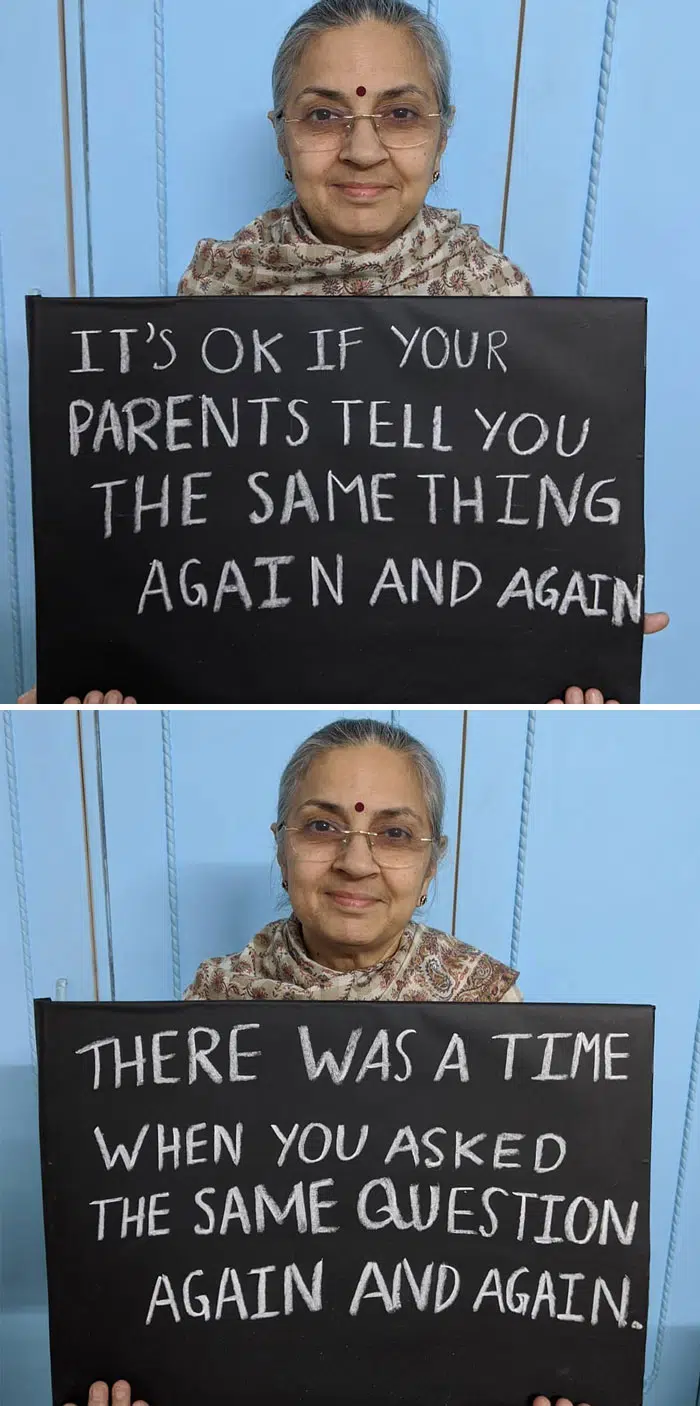 IT'S OK IF YOUR
PARENTS TELL YOU
THE SAME THING
AGAIN AND AGAIN
THERE WAS A TIME
WHEN YOU ASKED
THE SAME QUESTION
AGAIN AND AGAIN.